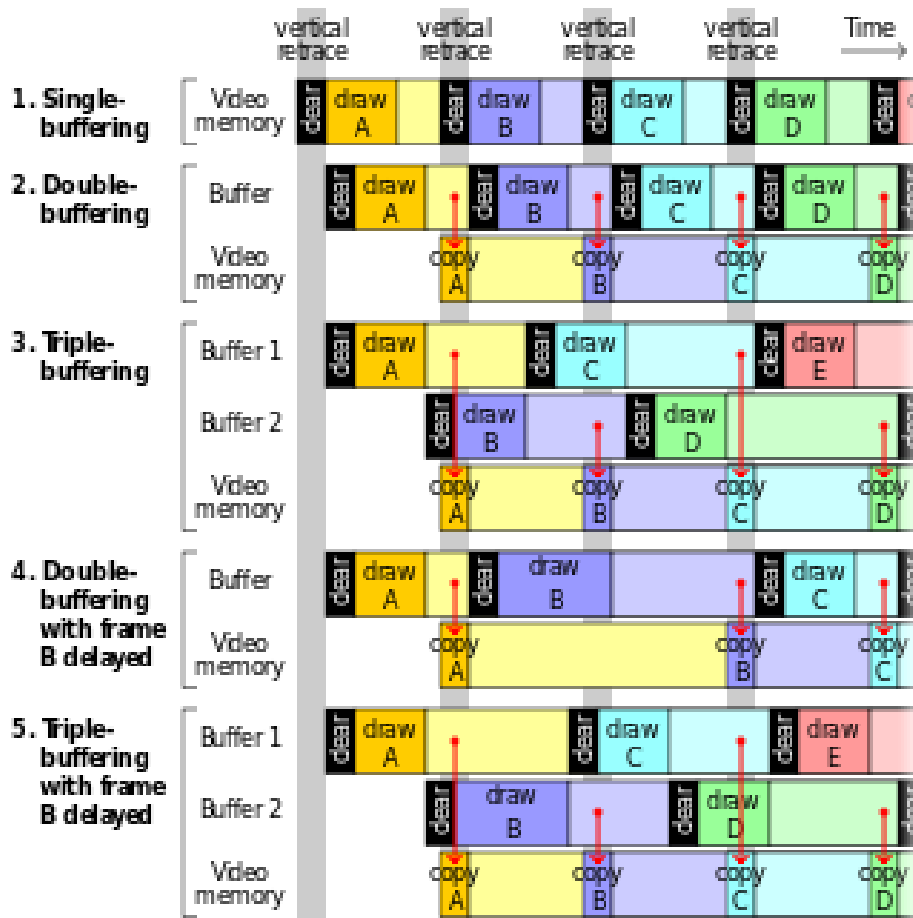 vertical retrace
vertical retrace
vertical retrace
vertical retrace
Time
1. Single-
buffering
Video
memory
clear
draw
A
clear
draw
B
clear
draw
C
clear
draw
D
clear
2. Double-
buffering
Buffer
clear
draw
A
clear
draw
B
clear
draw
C
clear
draw
D
clear
Video
memory
copy
A
copy
B
copy
C
copy
D
3. Triple-
buffering
Buffer 1
clear
draw
A
clear
draw
C
clear
draw
E
Buffer 2
clear
draw
B
clear
draw
D
clear
Video
memory
copy
A
copy
B
copy
C
copy
D
4. Double-
buffering
with frame
B delayed
Buffer
clear
draw
A
clear
draw
B
clear
draw
C
clear
Video
memory
copy
A
copy
B
copy
C
5. Triple-
buffering
with frame
B delayed
Buffer 1
clear
draw
A
clear
draw
C
clear
draw
E
Buffer 2
clear
draw
B
clear
draw
D
clear
Video
memory
copy
A
copy
B
copy
C
copy
D